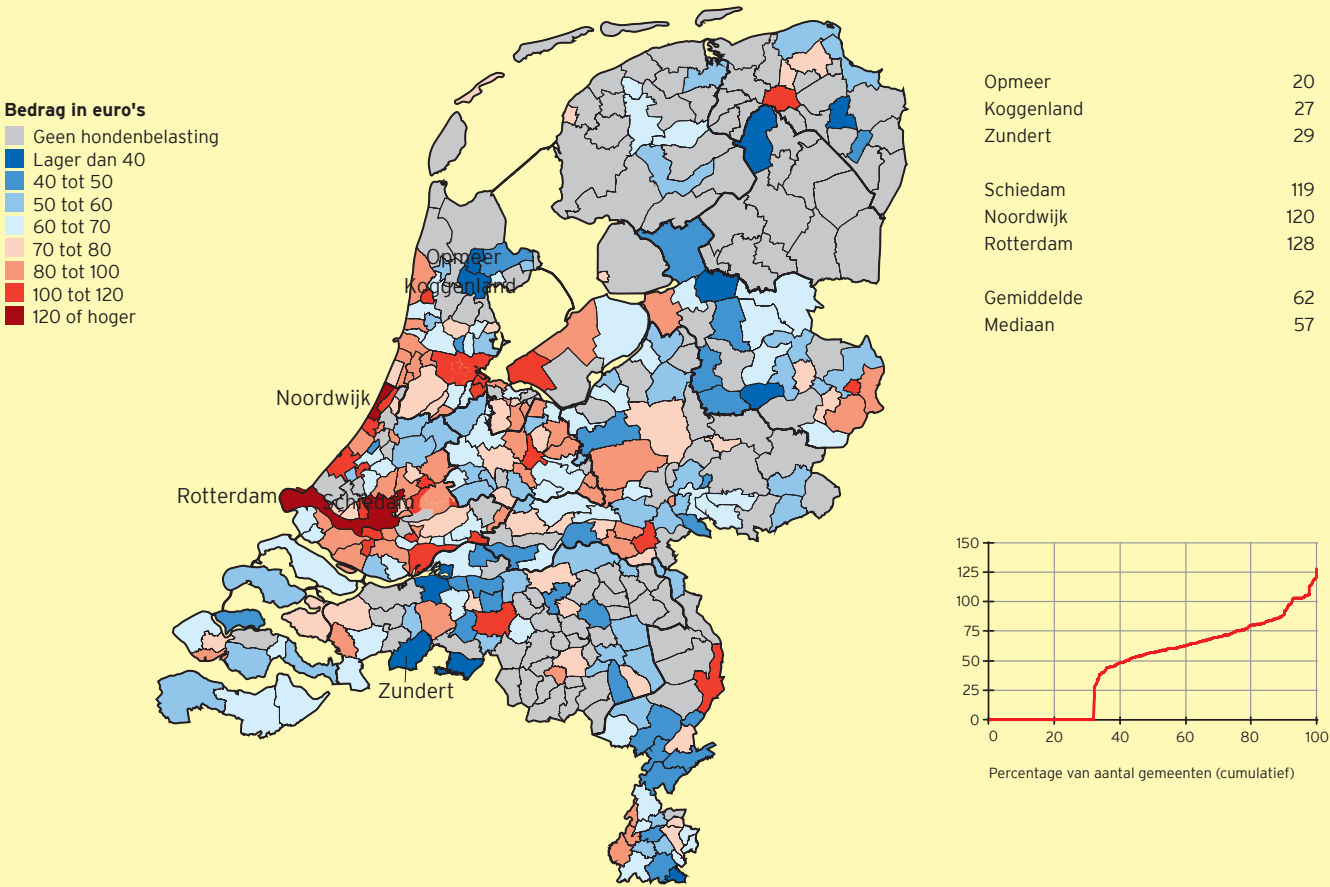 Bedrag in euro's
Geen hondenbelasting
Lager dan 40
40 tot 50
50 tot 60
60 tot 70
70 tot 80
80 tot 100
100 tot 120
120 of hoger
Opmeer
Koggenland
Noordwijk
Rotterdam
Schiedam
Zundert
Opmeer 20
Koggenland 27
Zundert 29
Schiedam 119
Noordwijk 120
Rotterdam 128
Gemiddelde 62
Mediaan 57
150
125
100
75
50
25
0
0 20 40 60 80 100
Percentage van aantal gemeenten (cumulatief)